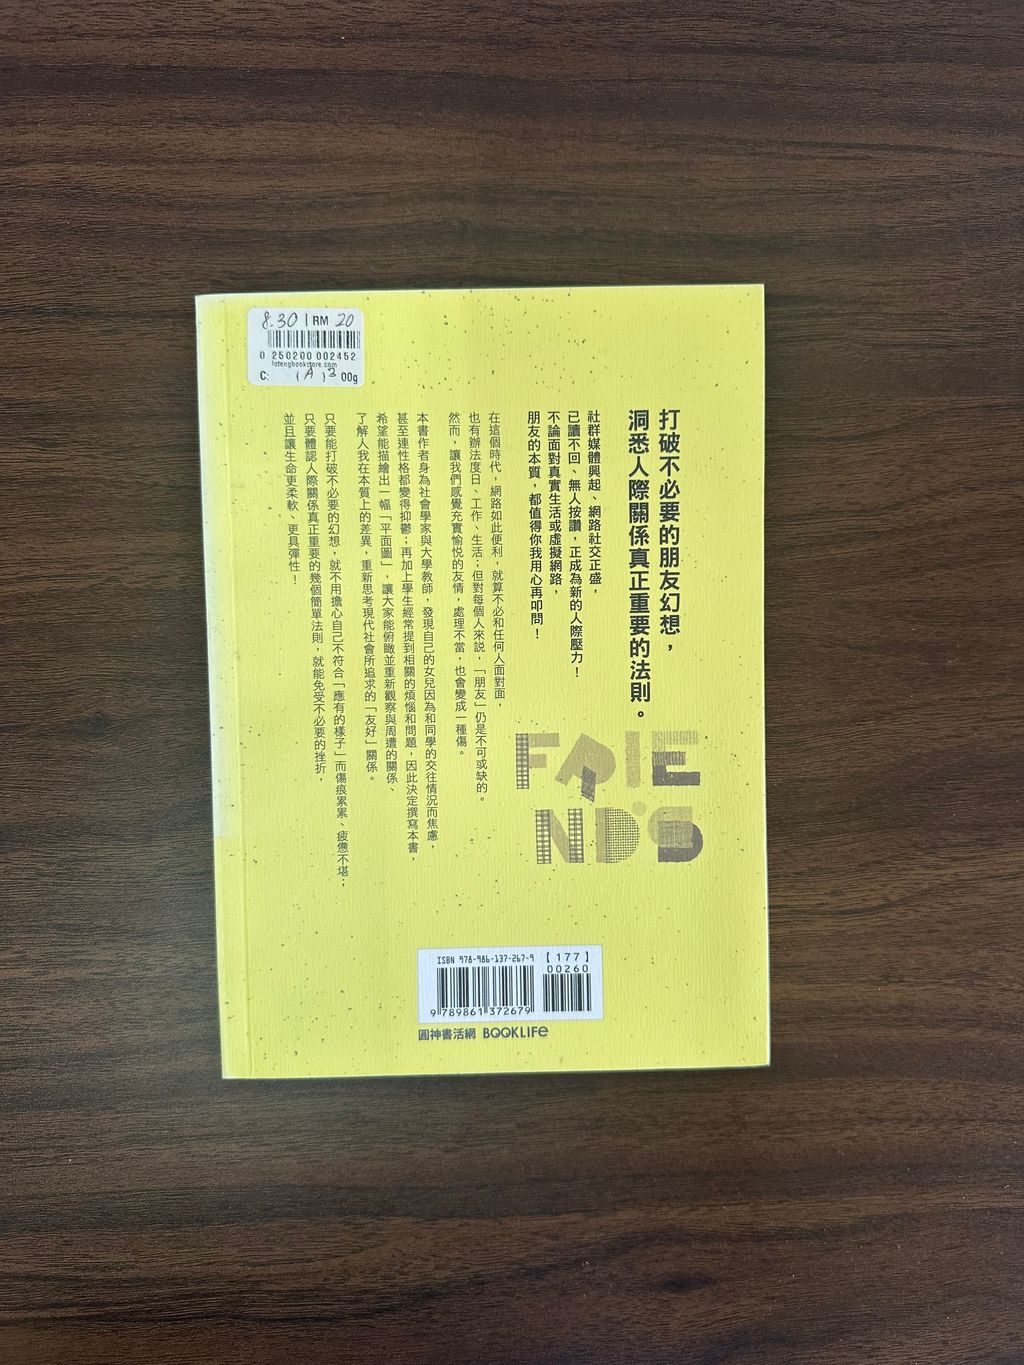 8.30 | RM 20
0 250200 002452
tatengbookstore.com
C: ( A ) 3 00g
打破不必要的朋友幻想，
洞悉人際關係真正重要的法則。
社群媒體興起、網路社交正盛，
已讀不回、無人按讚，正成為新的人際壓力！
不論面對真實生活或虛擬網路，
朋友的本質，都值得你我用心再叩問！
在這個時代，網路如此便利，就算不必和任何人面對面，
也有辦法度日、工作、生活；但對每個人來説，「朋友」仍是不可或缺的。
然而，讓我們感覺充實愉悦的友情，處理不當，也會變成一種傷。
本書作者身為社會學家與大學教師，發現自己的女兒因為和同學的交往情況而焦慮，
甚至連性格都變得抑鬱；再加上學生經常提到相關的煩惱和問題，因此決定撰寫本書，
希望能描繪出一幅「平面圖」，讓大家能俯瞰並重新觀察與周遭的關係、
了解人我在本質上的差異，重新思考現代社會所追求的「友好」關係。
只要能打破不必要的幻想，就不用擔心自己不符合「應有的樣子」而傷痕累累、疲憊不堪；
只要體認人際關係真正重要的幾個簡單法則，就能免受不必要的挫折，
並且讓生命更柔軟、更具彈性！
FRIE
ND'S
ISBN 978-986-137-267-9
【177】
00260
9 789861 372679
圓神書活網 BOOKLIFe